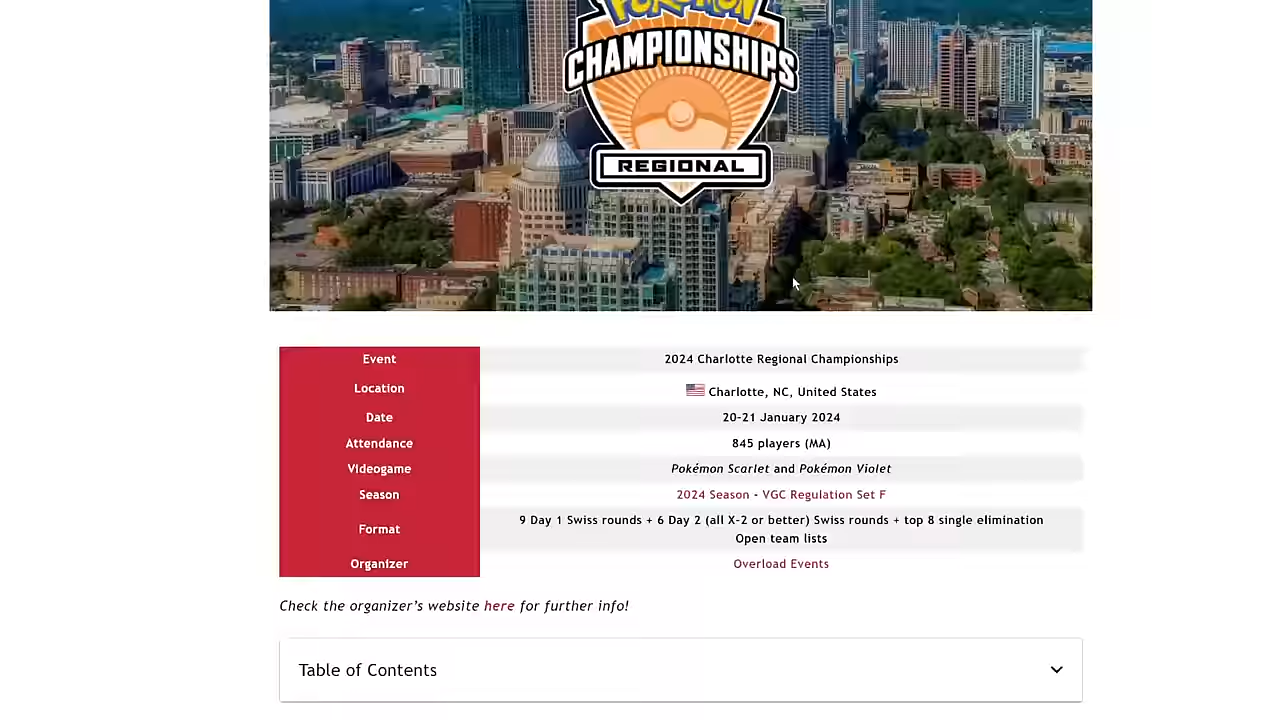 POKÉMON
CHAMPIONSHIPS
REGIONAL
Event 2024 Charlotte Regional Championships
Location Charlotte, NC, United States
Date 20-21 January 2024
Attendance 845 players (MA)
Videogame Pokémon Scarlet and Pokémon Violet
Season 2024 Season - VGC Regulation Set F
Format 9 Day 1 Swiss rounds + 6 Day 2 (all X-2 or better) Swiss rounds + top 8 single elimination
Open team lists
Organizer Overload Events
Check the organizer's website here for further info!
Table of Contents